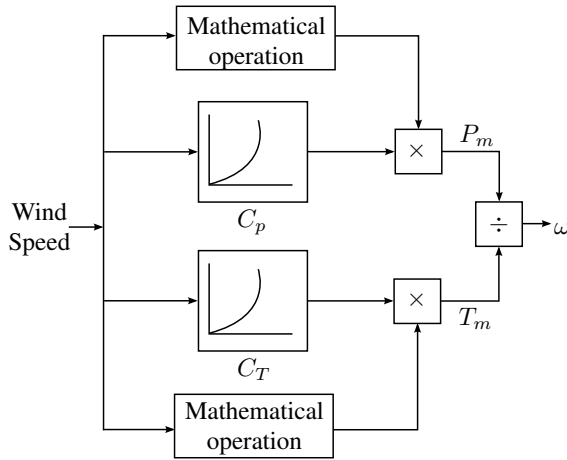 Mathematical
operation
×
P_m
C_p
Wind
Speed
÷
ω
×
T_m
C_T
Mathematical
operation